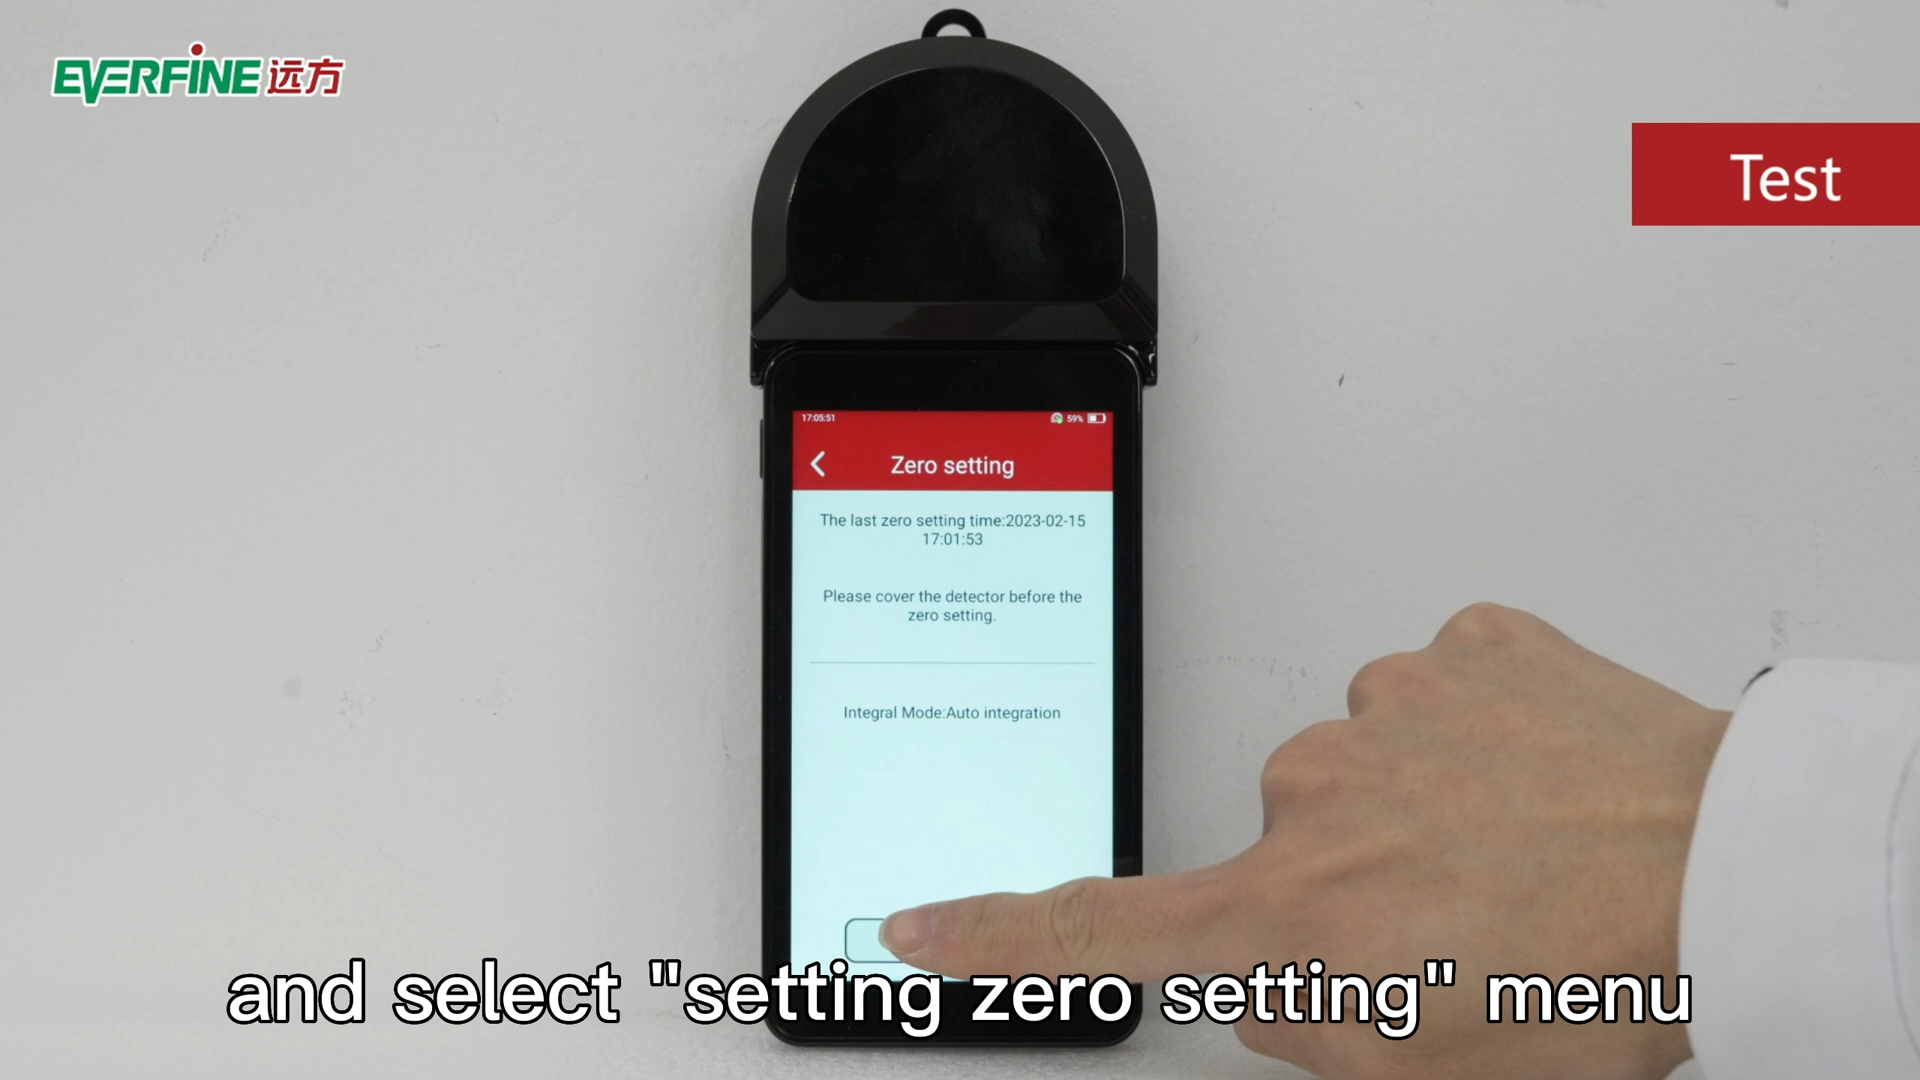 EVERFINE远方
Test
17:05:51
59%
Zero setting
The last zero setting time:2023-02-15
17:01:53
Please cover the detector before the
zero setting.
Integral Mode:Auto integration
and select "setting zero setting" menu